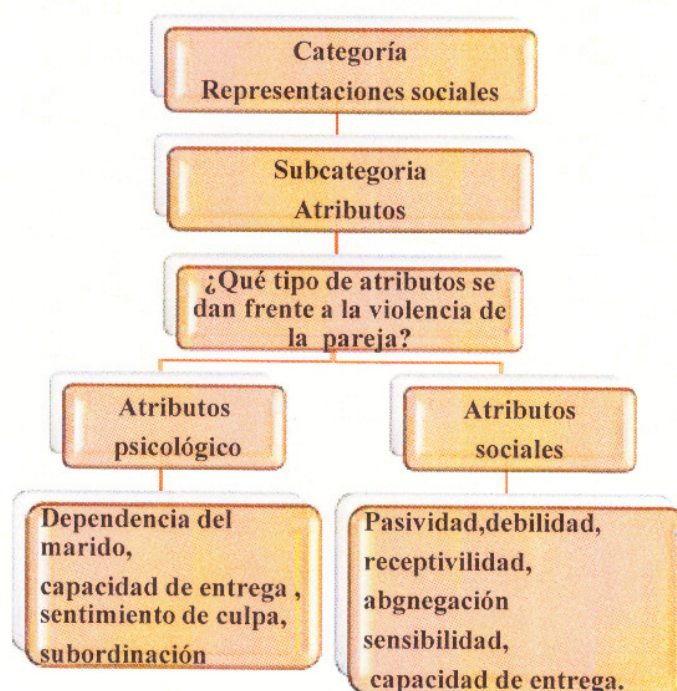 Categoría
Representaciones sociales
Subcategoria
Atributos
¿Qué tipo de atributos se
dan frente a la violencia de
la pareja?
Atributos
psicológico
Atributos
sociales
Dependencia del
marido,
capacidad de entrega ,
sentimiento de culpa,
subordinación
Pasividad,debilidad,
receptivilidad,
abgnegación
sensibilidad,
capacidad de entrega.